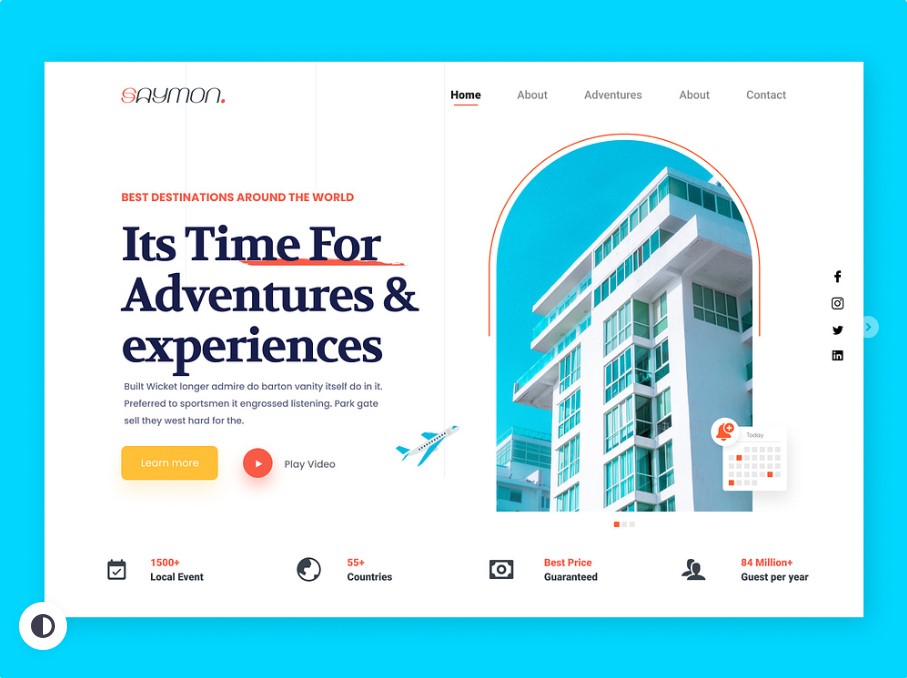 SAYMON.
Home About Adventures About Contact
BEST DESTINATIONS AROUND THE WORLD
Its Time For
Adventures &
experiences
Built Wicket longer admire do barton vanity itself do in it.
Preferred to sportsmen it engrossed listening. Park gate
sell they west hard for the.
Learn more
Play Video
Today
1500+
Local Event
55+
Countries
Best Price
Guaranteed
84 Million+
Guest per year